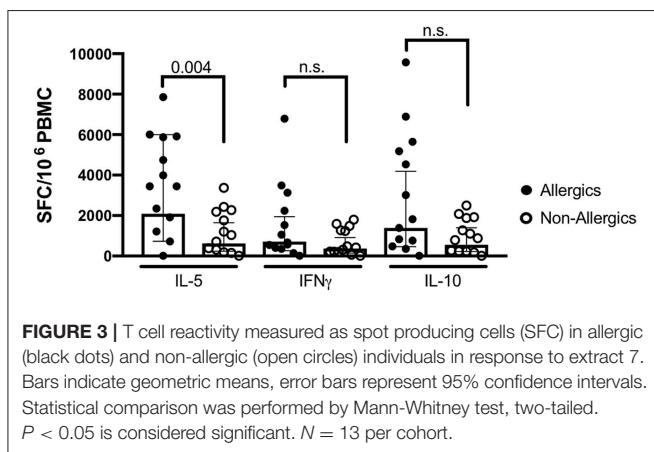 n.s.
10000
0.004
n.s.
8000
6000
4000
2000
0
SFC/10 6 PBMC
Allergics
Non-Allergics
IL-5
IFNγ
IL-10
FIGURE 3 | T cell reactivity measured as spot producing cells (SFC) in allergic
(black dots) and non-allergic (open circles) individuals in response to extract 7.
Bars indicate geometric means, error bars represent 95% confidence intervals.
Statistical comparison was performed by Mann-Whitney test, two-tailed.
P < 0.05 is considered significant. N = 13 per cohort.